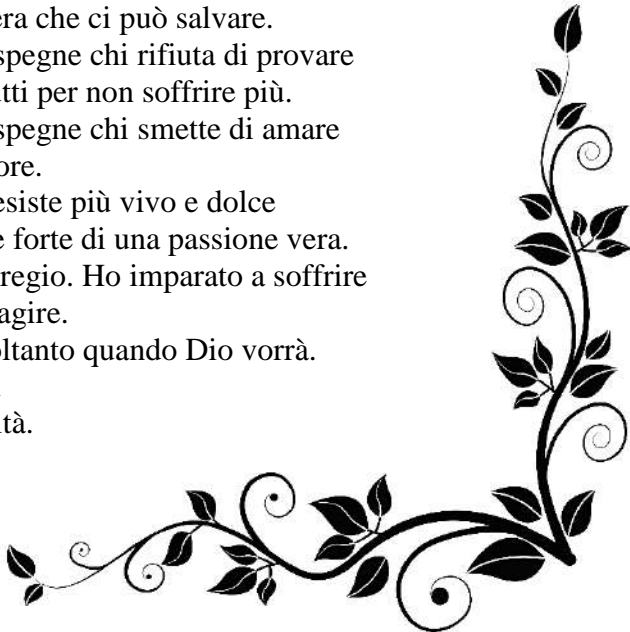 era che ci può salvare.
spegne chi rifiuta di provare
tti per non soffrire più.
spegne chi smette di amare
ore.
esiste più vivo e dolce
e forte di una passione vera.
regio. Ho imparato a soffrire
agire.
oltanto quando Dio vorrà.
.
tà.